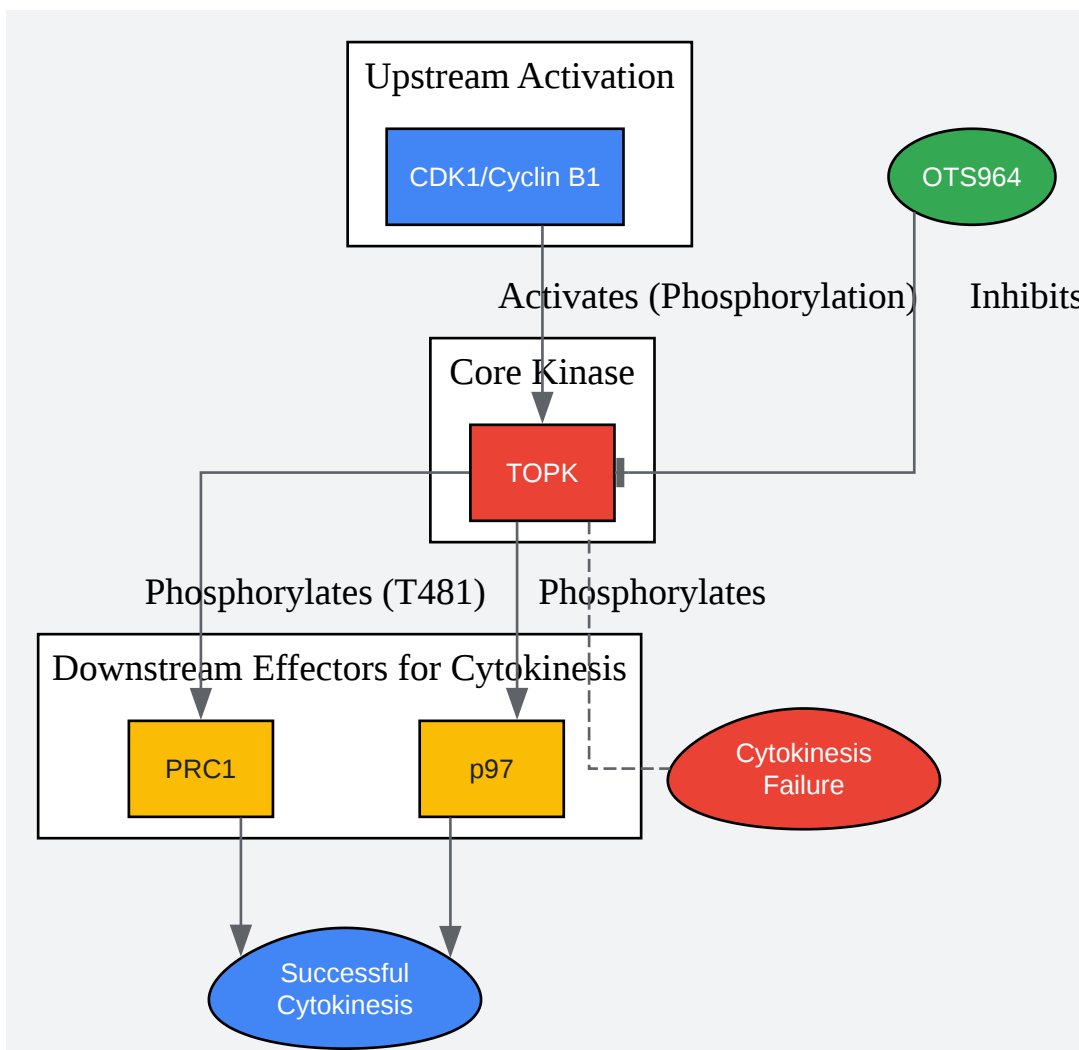 Upstream Activation
CDK1/Cyclin B1
OTS964
Activates (Phosphorylation)
Inhibits
Core Kinase
TOPK
Phosphorylates (T481)
Phosphorylates
Downstream Effectors for Cytokinesis
PRC1
p97
Cytokinesis
Failure
Successful
Cytokinesis